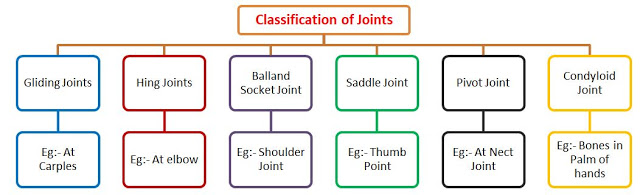 Classification of Joints
Gliding Joints
Hing Joints
Balland
Socket Joint
Saddle Joint
Pivot Joint
Condyloid
Joint
Eg:- At
Carples
Eg:- At elbow
Eg:- Shoulder
Joint
Eg:- Thumb
Point
Eg:- At Nect
Joint
Eg:- Bones in
Palm of
hands